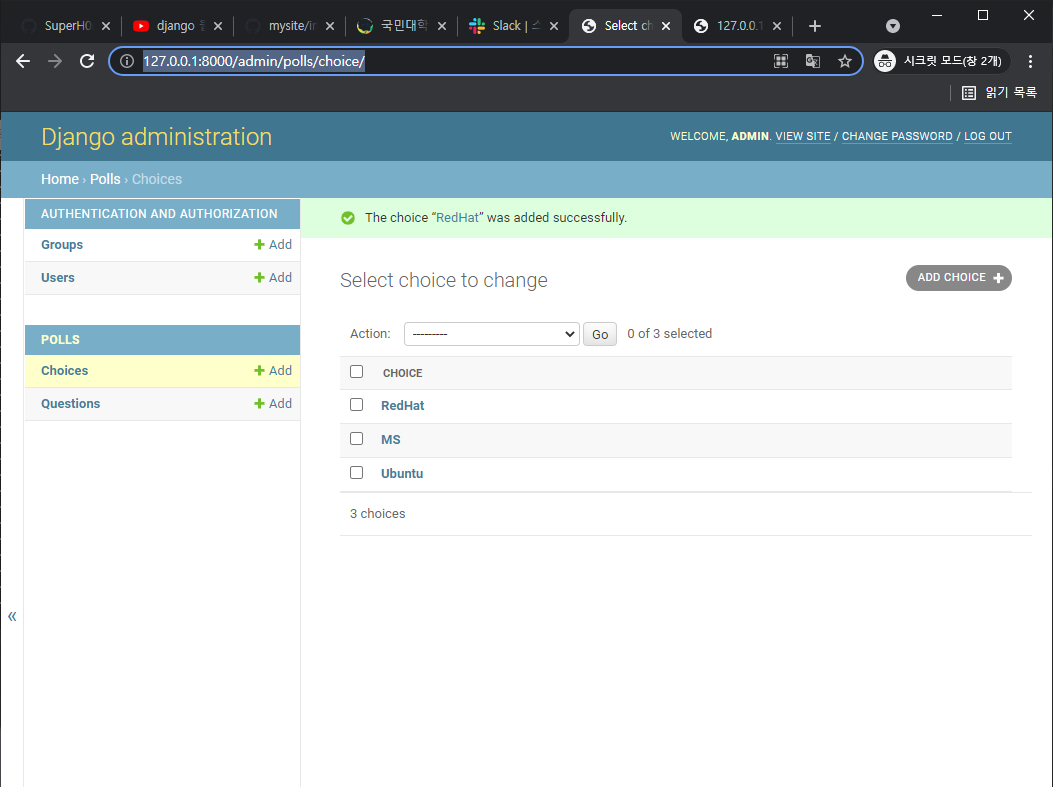 SuperH
django
mysite/i
국민대학
Slack | 스
Select ch
127.0.0.1
127.0.0.1:8000/admin/polls/choice/
시크릿 모드(창 2개)
읽기 목록
Django administration
WELCOME, ADMIN. VIEW SITE / CHANGE PASSWORD / LOG OUT
Home › Polls › Choices
AUTHENTICATION AND AUTHORIZATION
Groups + Add
Users + Add
POLLS
Choices + Add
Questions + Add
«
The choice “RedHat” was added successfully.
Select choice to change
ADD CHOICE +
Action: --------- Go 0 of 3 selected
CHOICE
RedHat
MS
Ubuntu
3 choices